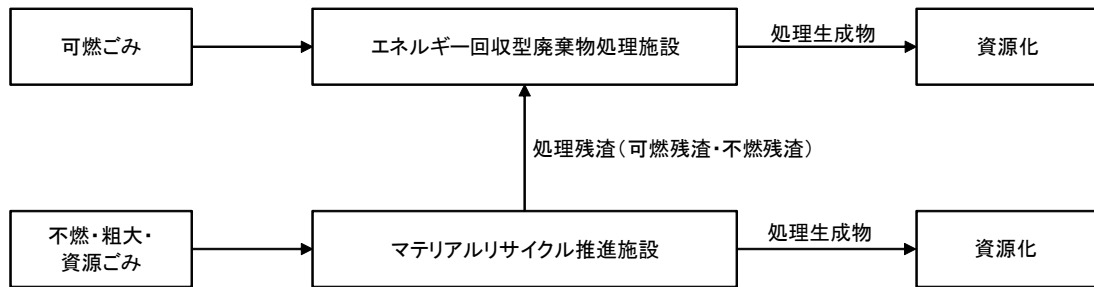 可燃ごみ
エネルギー回収型廃棄物処理施設
処理生成物
資源化
処理残渣(可燃残渣・不燃残渣)
不燃・粗大・
資源ごみ
マテリアルリサイクル推進施設
処理生成物
資源化